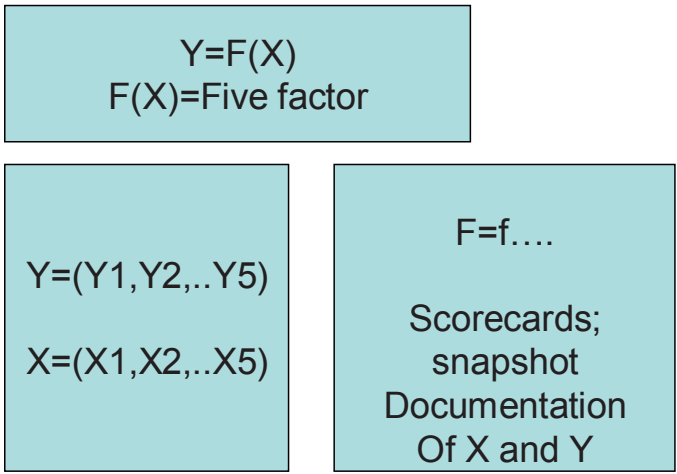 Y=F(X)
F(X)=Five factor
Y=(Y1,Y2,..Y5)
X=(X1,X2,..X5)
F=f....
Scorecards;
snapshot
Documentation
Of X and Y